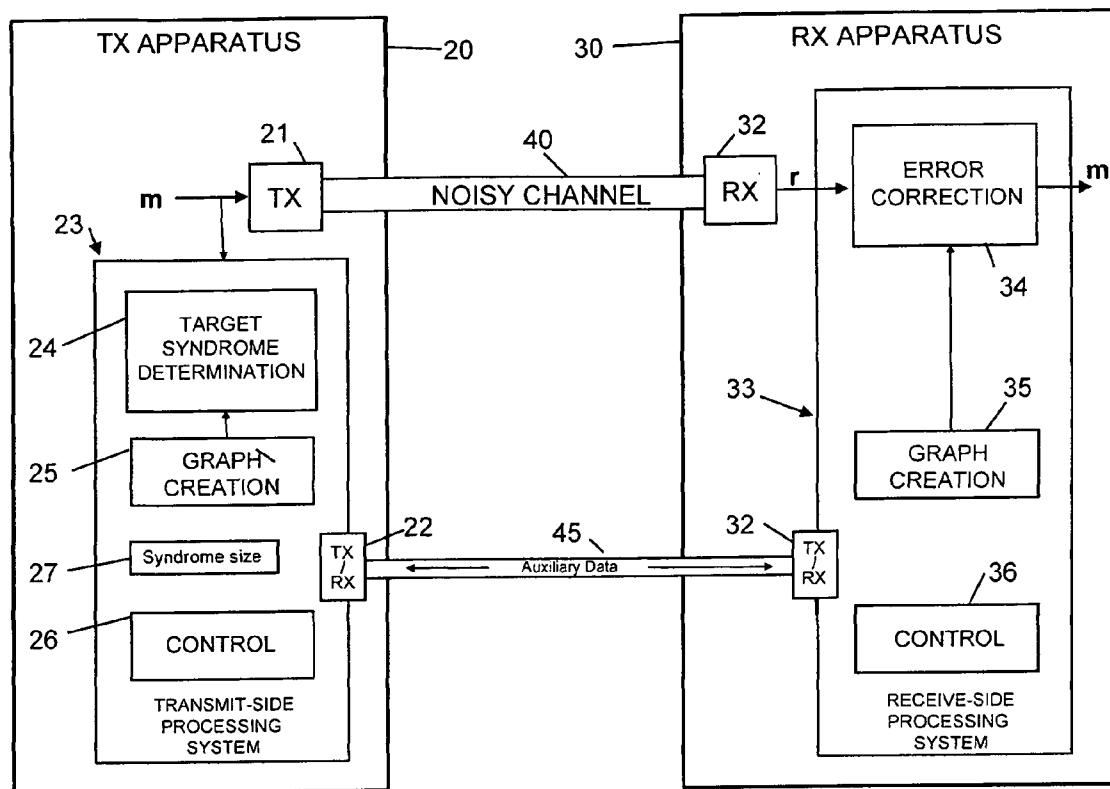 TX APPARATUS
20
30
RX APPARATUS
21
40
32
m
TX
NOISY CHANNEL
RX
r
ERROR
CORRECTION
m
23
34
24
TARGET
SYNDROME
DETERMINATION
33
35
25
GRAPH
CREATION
GRAPH
CREATION
22
45
32
27
Syndrome size
TX
/
RX
Auxiliary Data
TX
/
RX
36
26
CONTROL
CONTROL
TRANSMIT-SIDE
PROCESSING
SYSTEM
RECEIVE-SIDE
PROCESSING
SYSTEM